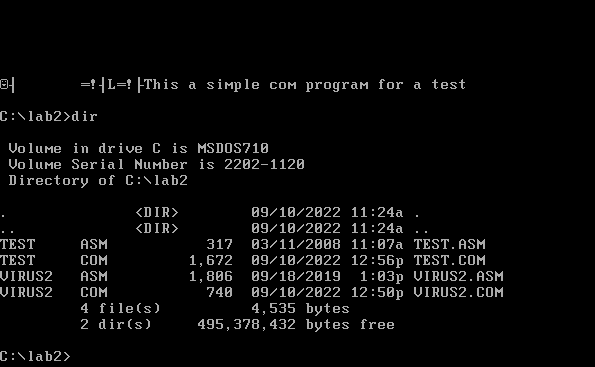 ☺┤       =!┤L=!├This a simple com program for a test
C:\lab2>dir
Volume in drive C is MSDOS710
Volume Serial Number is 2202-1120
Directory of C:\lab2
.              <DIR>        09/10/2022 11:24a .
..             <DIR>        09/10/2022 11:24a ..
TEST     ASM           317  03/11/2008 11:07a TEST.ASM
TEST     COM         1,672  09/10/2022 12:56p TEST.COM
VIRUS2   ASM         1,806  09/18/2019  1:03p VIRUS2.ASM
VIRUS2   COM           740  09/10/2022 12:50p VIRUS2.COM
4 file(s)          4,535 bytes
2 dir(s)     495,378,432 bytes free
C:\lab2>